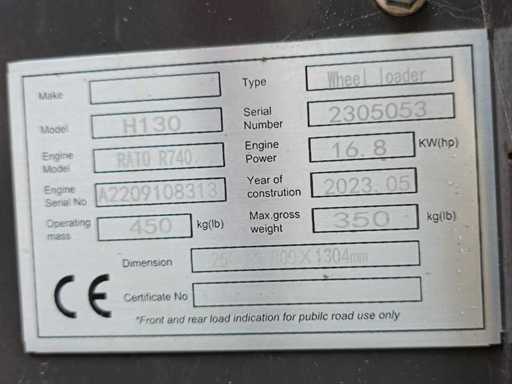 Make
Type Wheel loader
Model H130
Serial Number 2305053
Engine Model RATO R740
Engine Power 16.8 KW(hp)
Engine Serial No A2209108313
Year of constrution 2023.05
Operating mass 450 kg(lb)
Max.gross weight 350 kg(lb)
Dimension 1304mm
CE Certificate No
*Front and rear load indication for pubilc road use only